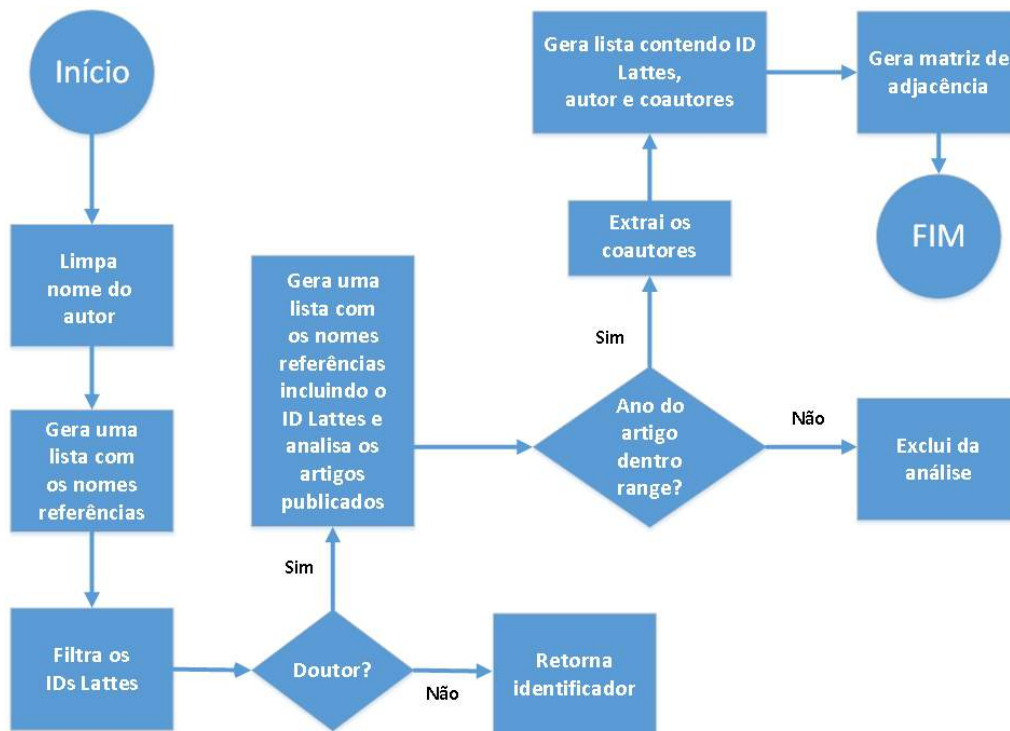 Início
Limpa
nome do
autor
Gera uma
lista com
os nomes
referências
Filtra os
IDs Lattes
Doutor?
Não
Retorna
identificador
Sim
Gera uma
lista com
os nomes
referências
incluindo o
ID Lattes e
analisa os
artigos
publicados
Ano do
artigo
dentro
range?
Não
Exclui da
análise
Sim
Extrai os
coautores
Gera lista contendo ID
Lattes,
autor e coautores
Gera matriz de
adjacência
FIM